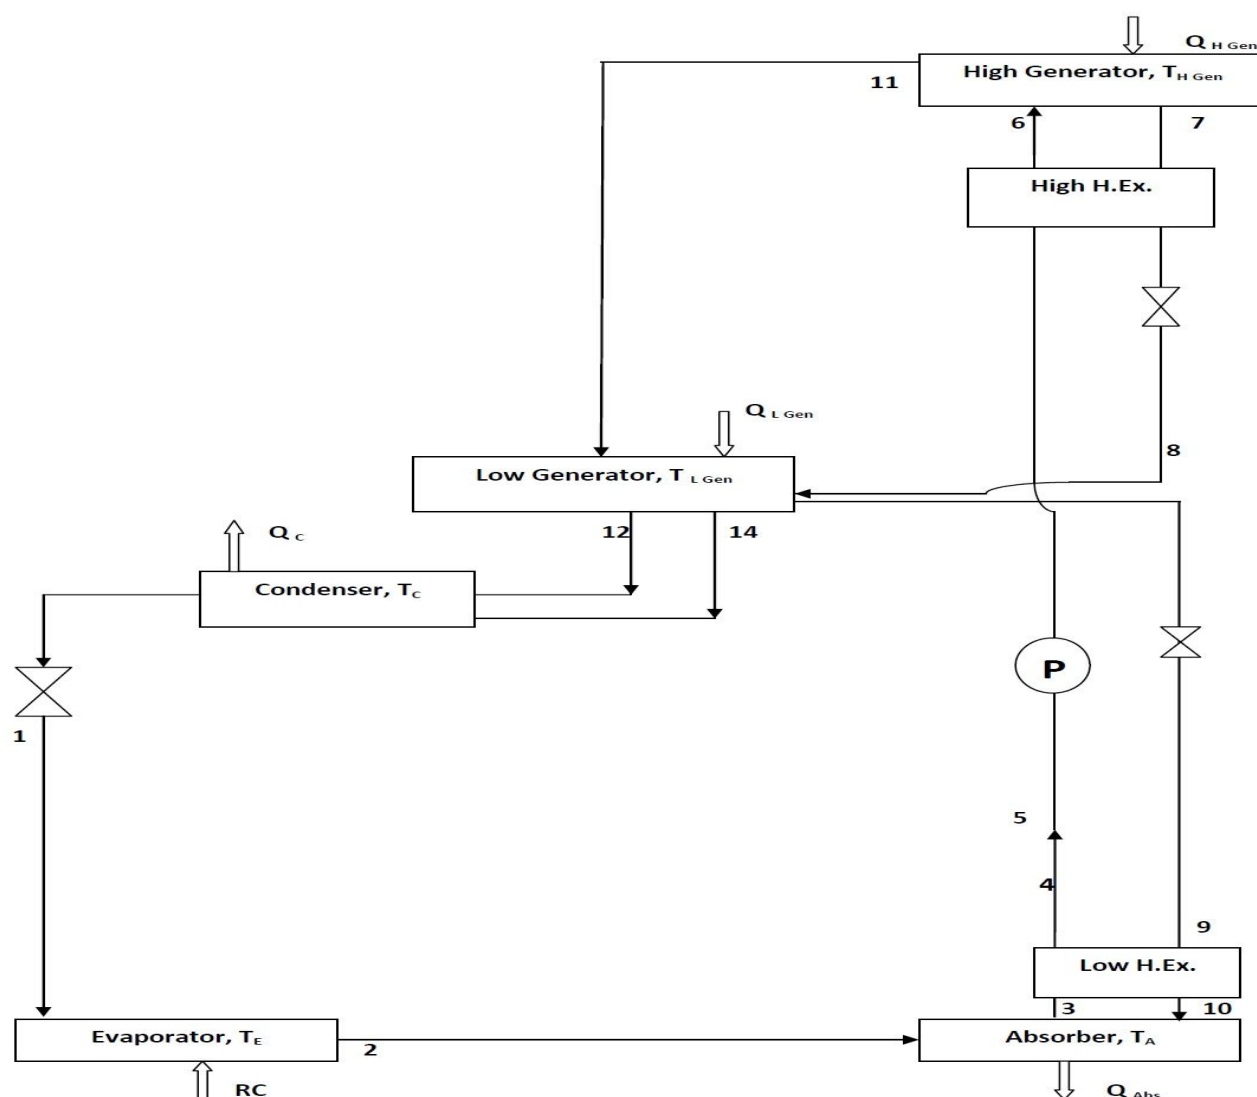 Q H Gen
High Generator, T H Gen
11
6
7
High H.Ex.
8
Q L Gen
Low Generator, T L Gen
12
14
Q C
Condenser, T C
P
1
5
4
9
Low H.Ex.
3
10
Evaporator, T E
2
Absorber, T A
RC
Q Abs